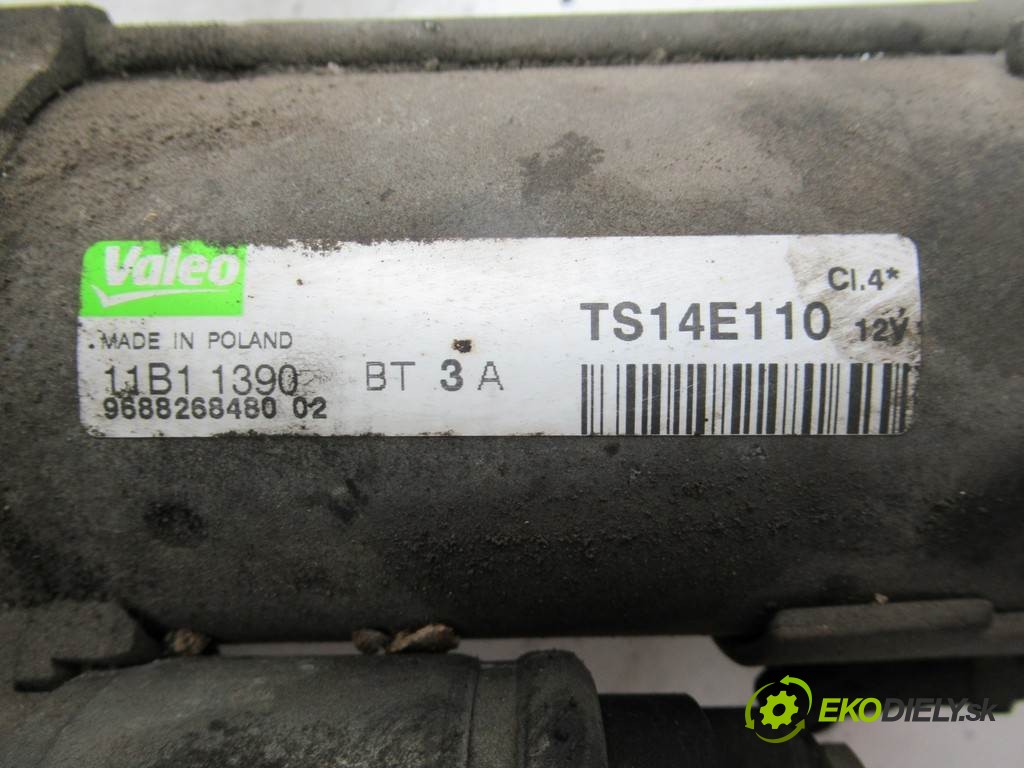 Valeo
Cl.4*
TS14E110 12V
MADE IN POLAND
11B1 1390 BT 3 A
9688268480 02
EKODIELY.sk